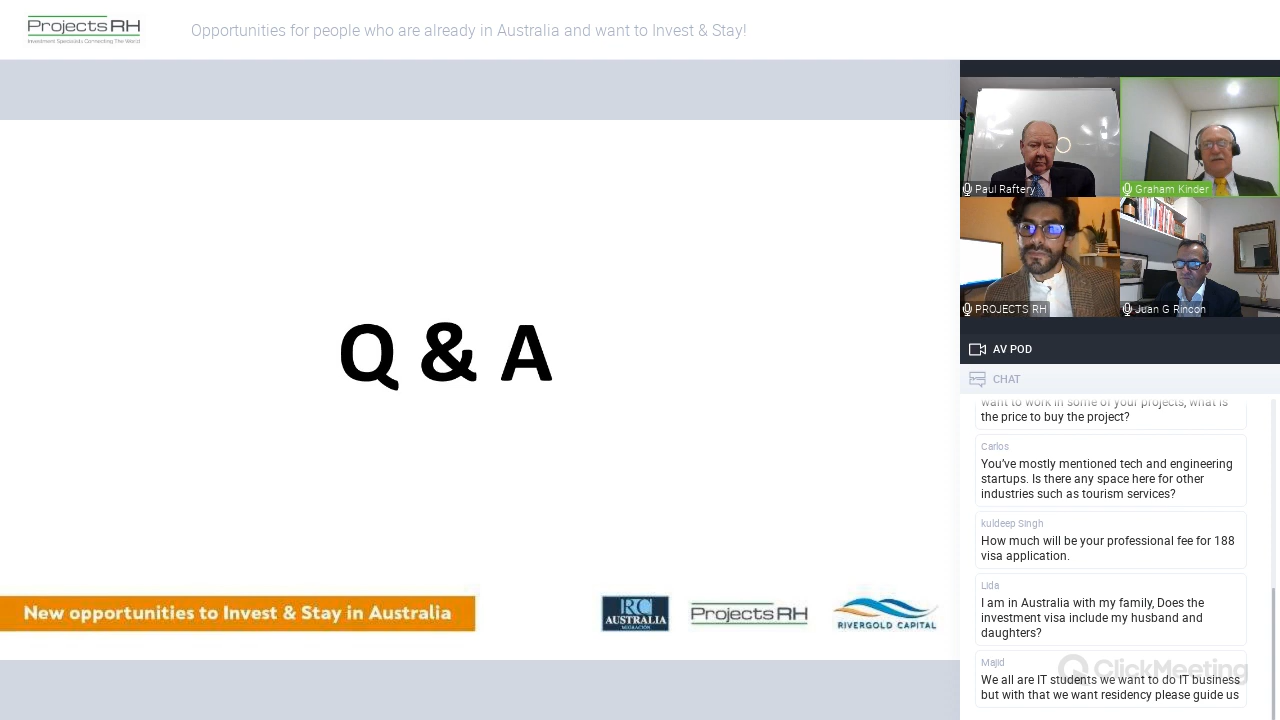 Projects RH
Investment Specialists Connecting The World
Opportunities for people who are already in Australia and want to Invest & Stay!
Q & A
New opportunities to Invest & Stay in Australia
RC
AUSTRALIA
MIGRACIÓN
Projects RH
RIVERGOLD CAPITAL
Paul Raftery
Graham Kinder
PROJECTS RH
Juan G Rincon
AV POD
CHAT
want to work in some of your projects, what is
the price to buy the project?
Carlos
You've mostly mentioned tech and engineering
startups. Is there any space here for other
industries such as tourism services?
kuldeep Singh
How much will be your professional fee for 188
visa application.
Lida
I am in Australia with my family, Does the
investment visa include my husband and
daughters?
Majid
We all are IT students we want to do IT business
but with that we want residency please guide us
ClickMeeting